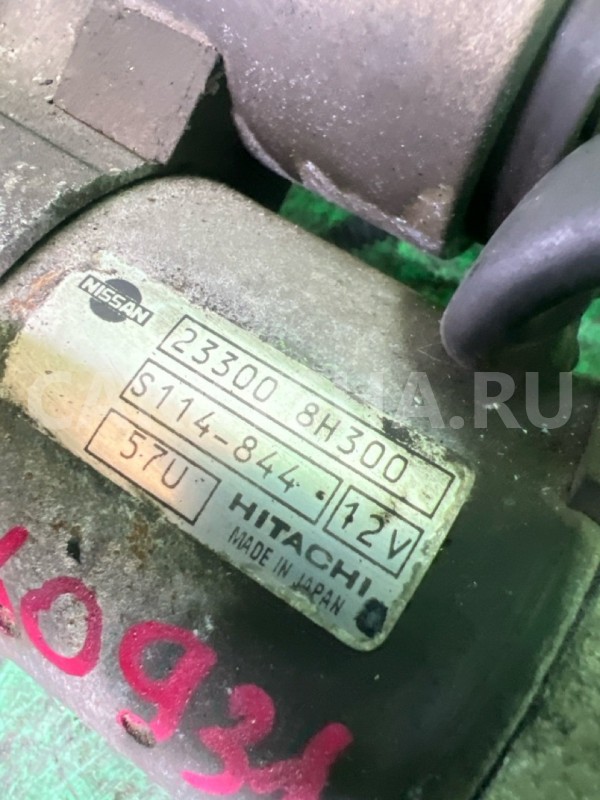 NISSAN
23300 8H300
S114-844
12V
57U
HITACHI
MADE IN JAPAN